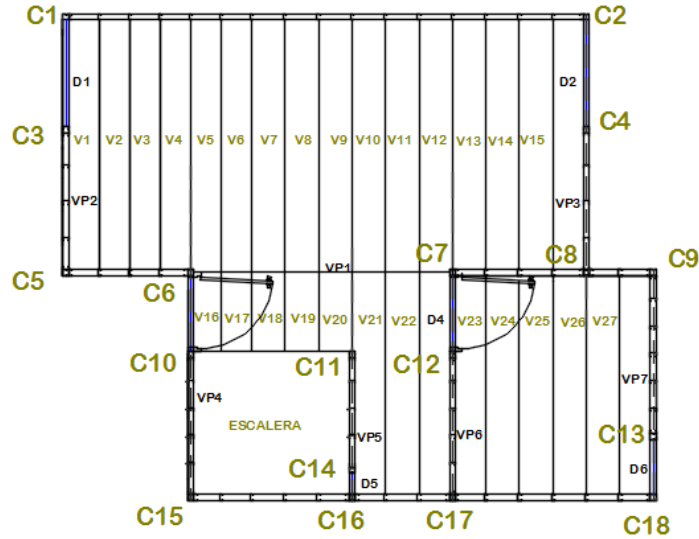 C1 C2
D1 D2
C3 V1 V2 V3 V4 V5 V6 V7 V8 V9 V10 V11 V12 V13 V14 V15 C4
VP2 VP3
C5 C6 VP1 C7 C8 C9
V16 V17 V18 V19 V20 V21 V22 D4 V23 V24 V25 V26 V27
C10 C11 C12
VP4 VP7
ESCALERA VP5 VP6 C13
C14 D5 D6
C15 C16 C17 C18